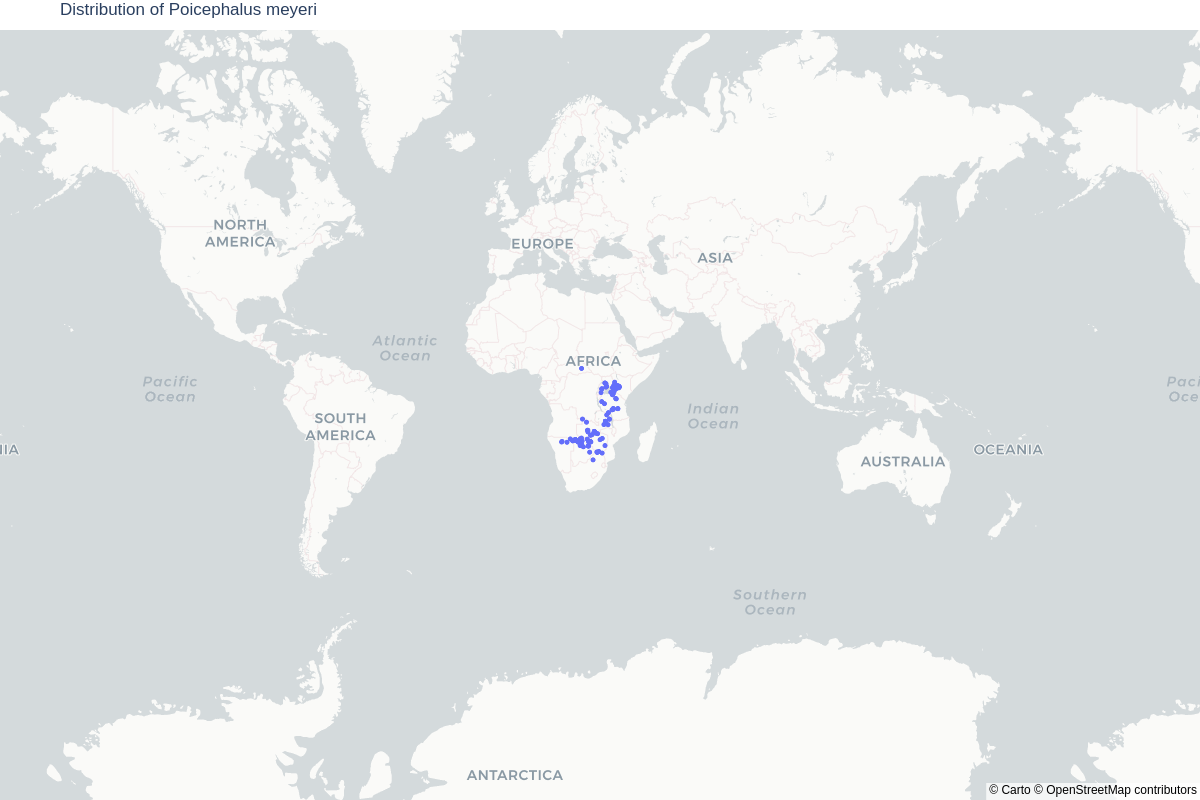 Distribution of Poicephalus meyeri
NORTH
AMERICA
EUROPE
ASIA
Atlantic
Ocean
AFRICA
Pacific
Ocean
Paci
Oce
Indian
Ocean
SOUTH
AMERICA
IA
OCEANIA
AUSTRALIA
Southern
Ocean
ANTARCTICA
© Carto © OpenStreetMap contributors